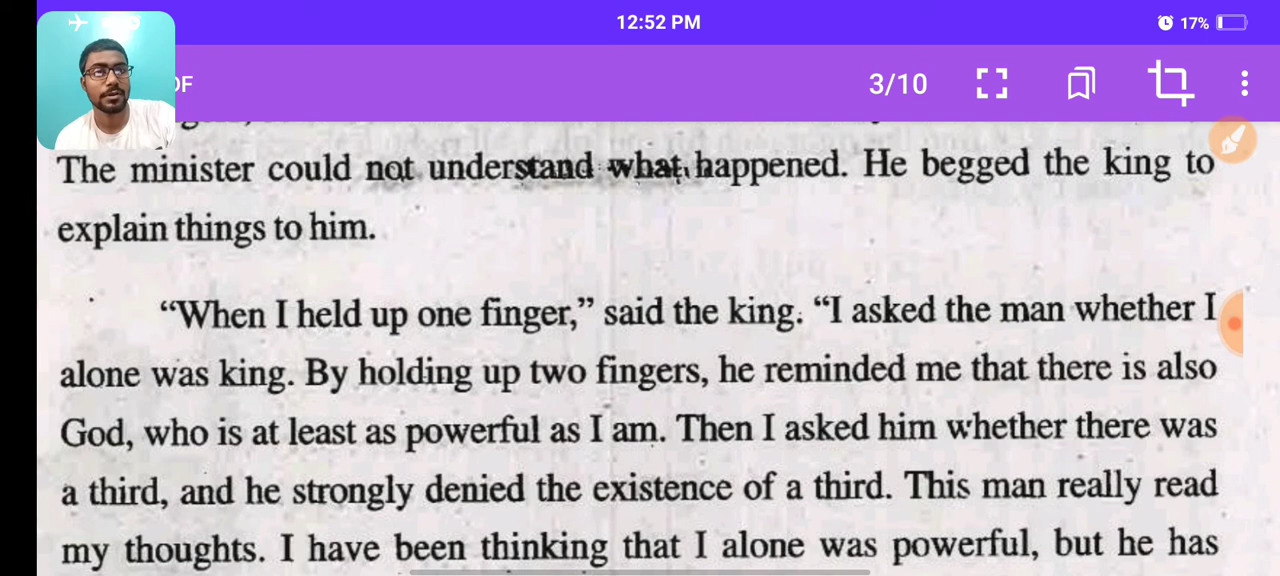 12:52 PM
17%
DF
3/10
The minister could not understand what happened. He begged the king to
explain things to him.
“When I held up one finger,” said the king. “I asked the man whether I
alone was king. By holding up two fingers, he reminded me that there is also
God, who is at least as powerful as I am. Then I asked him whether there was
a third, and he strongly denied the existence of a third. This man really read
my thoughts. I have been thinking that I alone was powerful, but he has